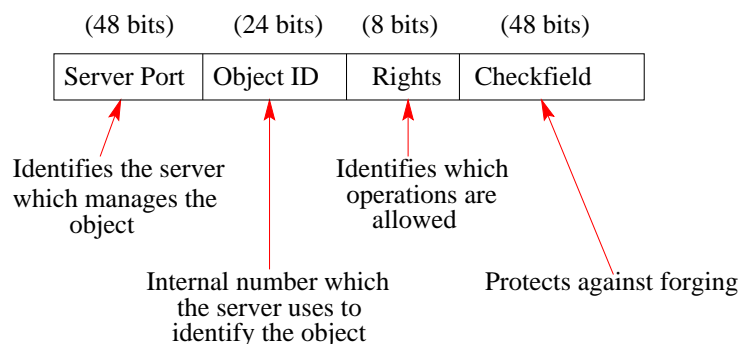 (48 bits) (24 bits) (8 bits) (48 bits)
Server Port Object ID Rights Checkfield
Identifies the server
which manages the
object
Identifies which
operations are
allowed
Internal number which
the server uses to
identify the object
Protects against forging